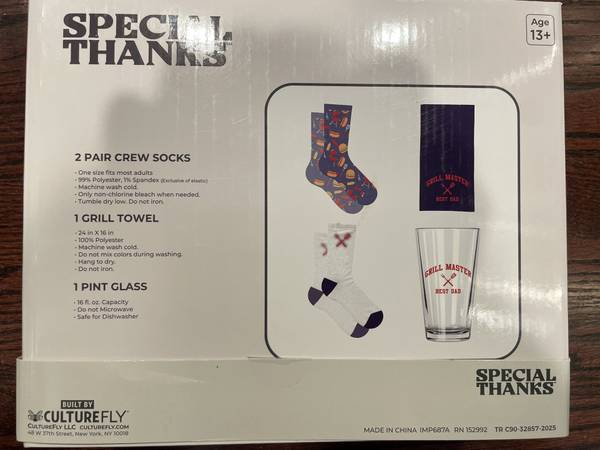 SPECIAL
THANKS
Age
13+
2 PAIR CREW SOCKS
• One size fits most adults
• 99% Polyester, 1% Spandex (Exclusive of elastic)
• Machine wash cold.
• Only non-chlorine bleach when needed.
• Tumble dry low. Do not iron.
1 GRILL TOWEL
• 24 in X 16 in
• 100% Polyester
• Machine wash cold.
• Do not mix colors during washing.
• Hang to dry.
• Do not iron.
1 PINT GLASS
• 16 fl. oz. Capacity
• Do not Microwave
• Safe for Dishwasher
GRILL MASTER
BEST DAD
GRILL MASTER
BEST DAD
SPECIAL
THANKS
BUILT BY
CULTUREFLY
CULTUREFLY LLC CULTUREFLY.COM
48 W 37th Street, New York, NY 10018
MADE IN CHINA IMP687A RN 152992 TR C90-32857-2025